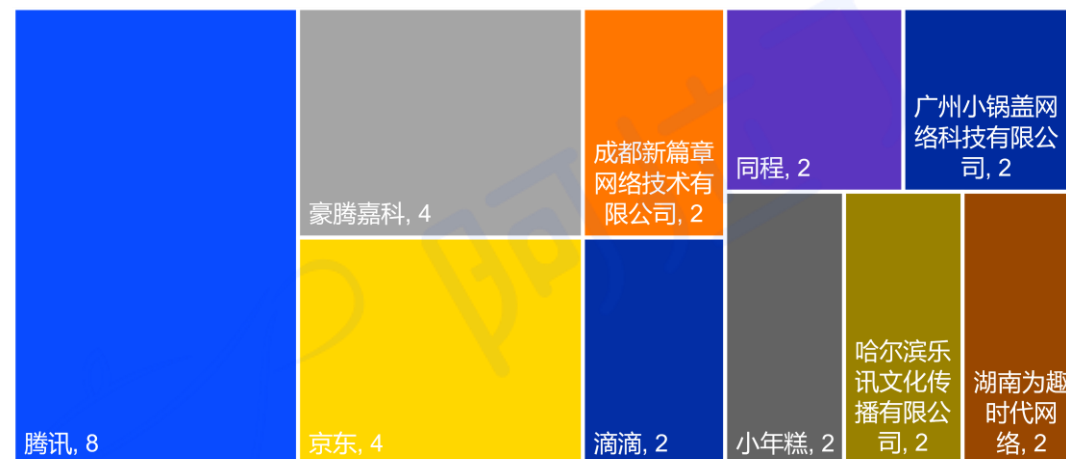 腾讯, 8
豪腾嘉科, 4
京东, 4
成都新篇章
网络技术有
限公司, 2
滴滴, 2
同程, 2
广州小锅盖网
络科技有限公
司, 2
小年糕, 2
哈尔滨乐
讯文化传
播有限公
司, 2
湖南为趣
时代网
络, 2